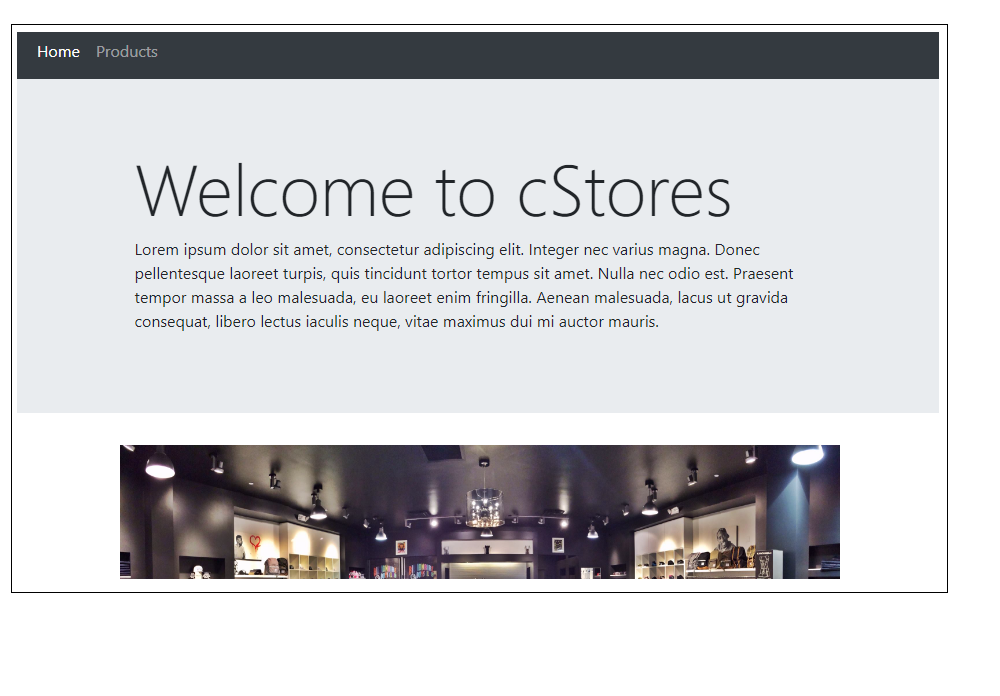 Home Products
Welcome to cStores
Lorem ipsum dolor sit amet, consectetur adipiscing elit. Integer nec varius magna. Donec
pellentesque laoreet turpis, quis tincidunt tortor tempus sit amet. Nulla nec odio est. Praesent
tempor massa a leo malesuada, eu laoreet enim fringilla. Aenean malesuada, lacus ut gravida
consequat, libero lectus iaculis neque, vitae maximus dui mi auctor mauris.